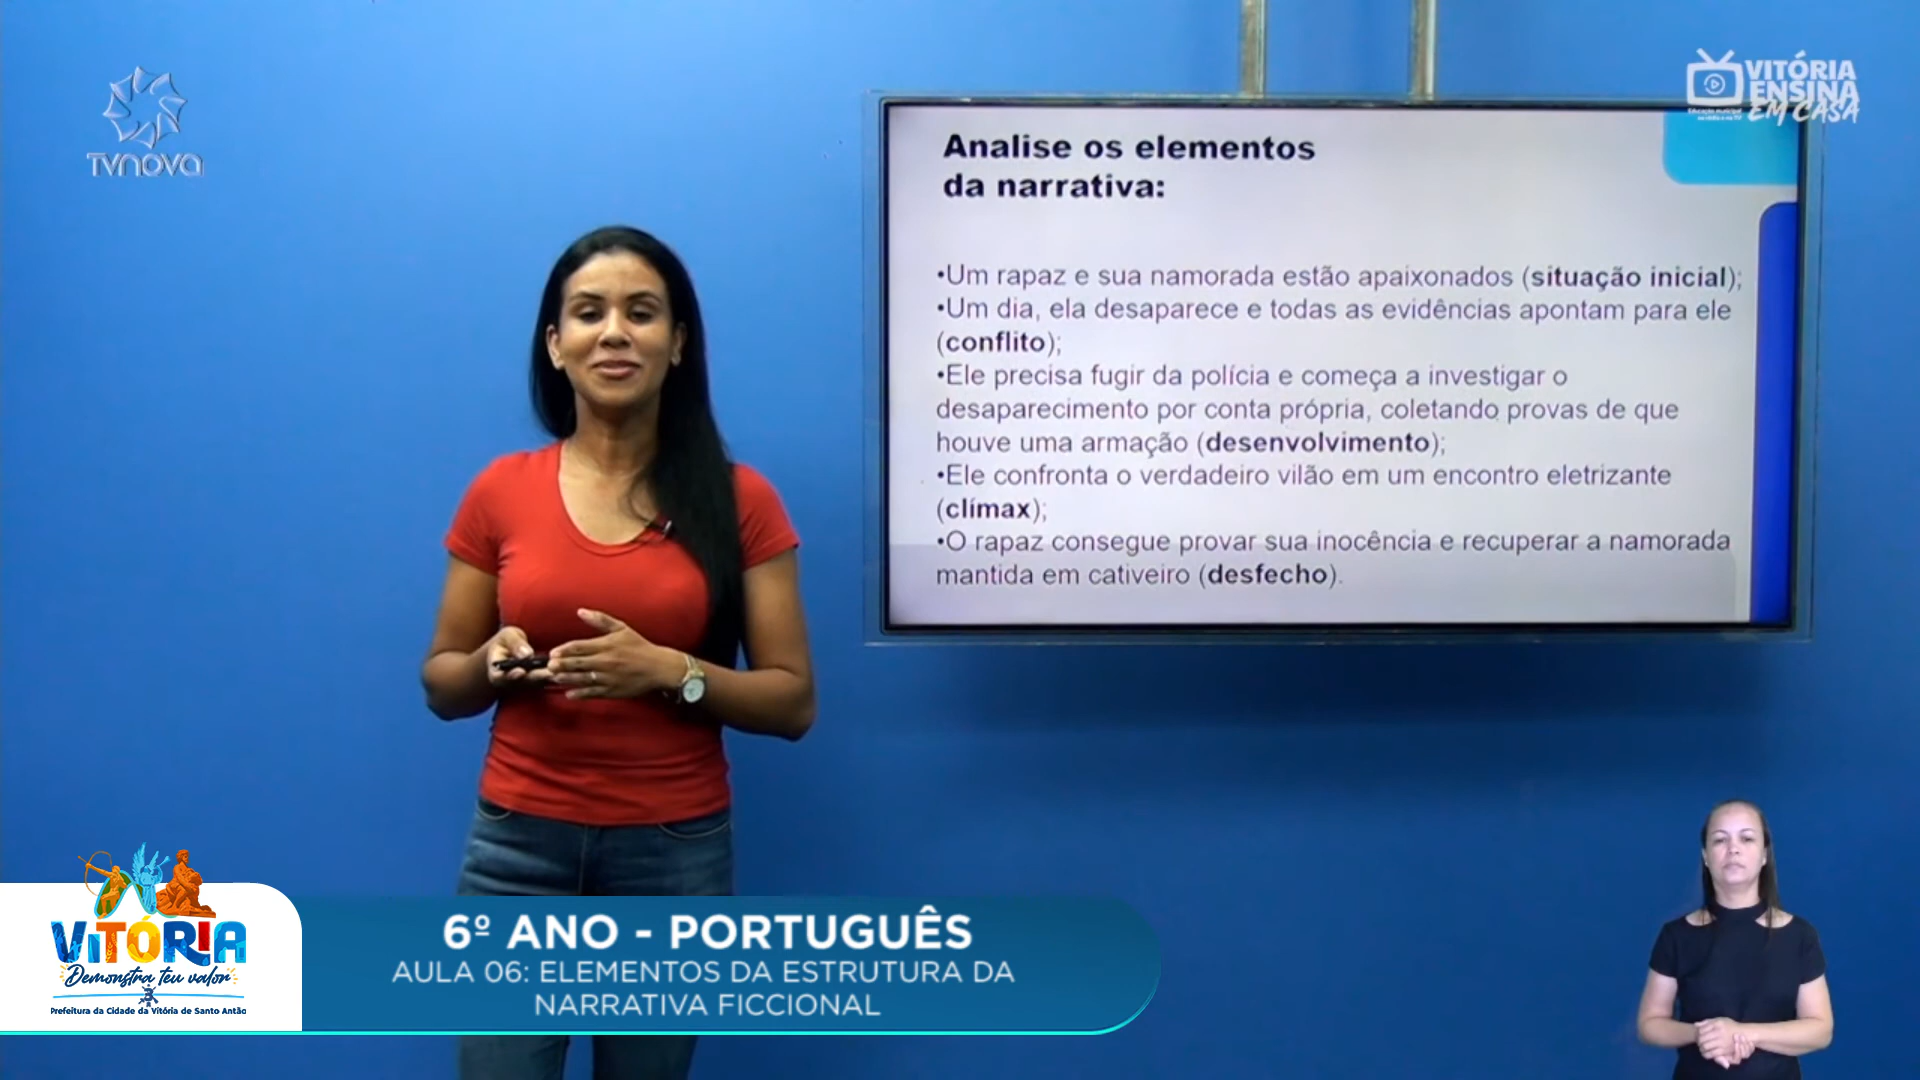 TVNOVA
VITÓRIA
ENSINA
EM CASA
Analise os elementos
da narrativa:
•Um rapaz e sua namorada estão apaixonados (situação inicial);
•Um dia, ela desaparece e todas as evidências apontam para ele
(conflito);
•Ele precisa fugir da polícia e começa a investigar o
desaparecimento por conta própria, coletando provas de que
houve uma armação (desenvolvimento);
•Ele confronta o verdadeiro vilão em um encontro eletrizante
(clímax);
•O rapaz consegue provar sua inocência e recuperar a namorada
mantida em cativeiro (desfecho).
VITÓRIA
Demonstra teu valor
Prefeitura da Cidade da Vitória de Santo Antão
6º ANO - PORTUGUÊS
AULA 06: ELEMENTOS DA ESTRUTURA DA
NARRATIVA FICCIONAL